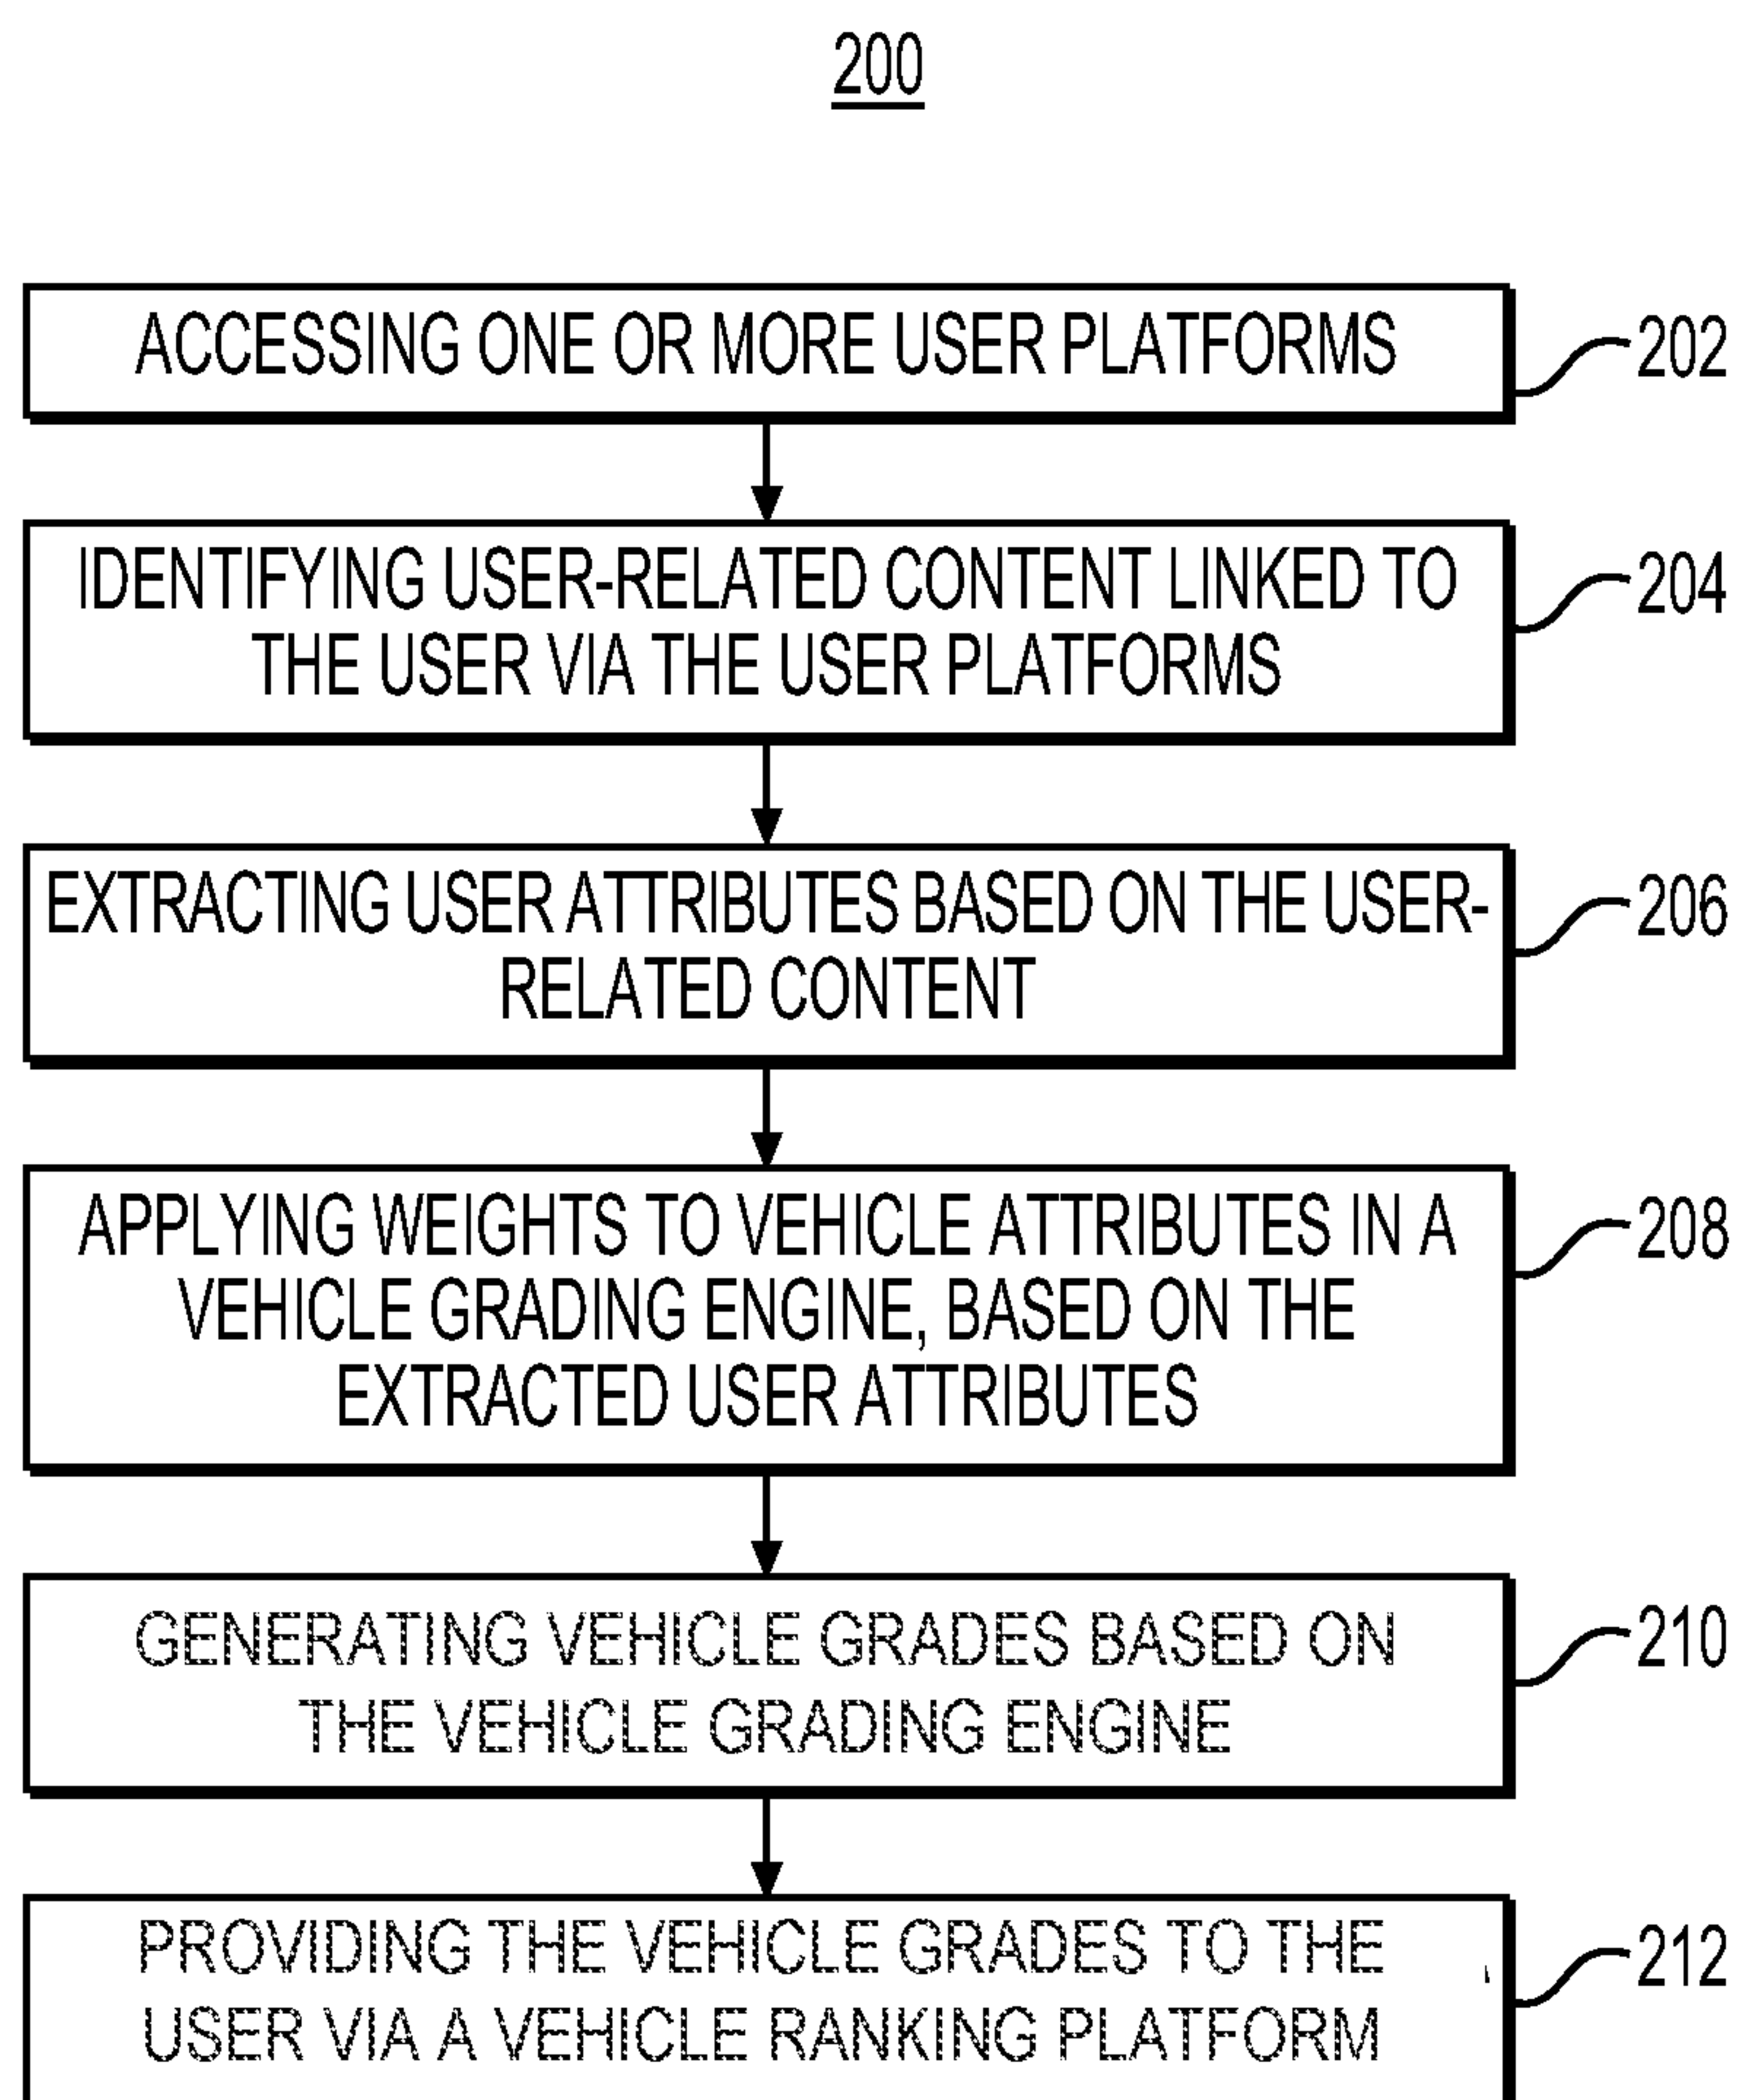 200
ACCESSING ONE OR MORE USER PLATFORMS
202
IDENTIFYING USER-RELATED CONTENT LINKED TO
THE USER VIA THE USER PLATFORMS
204
EXTRACTING USER ATTRIBUTES BASED ON THE USER-
RELATED CONTENT
206
APPLYING WEIGHTS TO VEHICLE ATTRIBUTES IN A
VEHICLE GRADING ENGINE, BASED ON THE
EXTRACTED USER ATTRIBUTES
208
GENERATING VEHICLE GRADES BASED ON
THE VEHICLE GRADING ENGINE
210
PROVIDING THE VEHICLE GRADES TO THE
USER VIA A VEHICLE RANKING PLATFORM
212